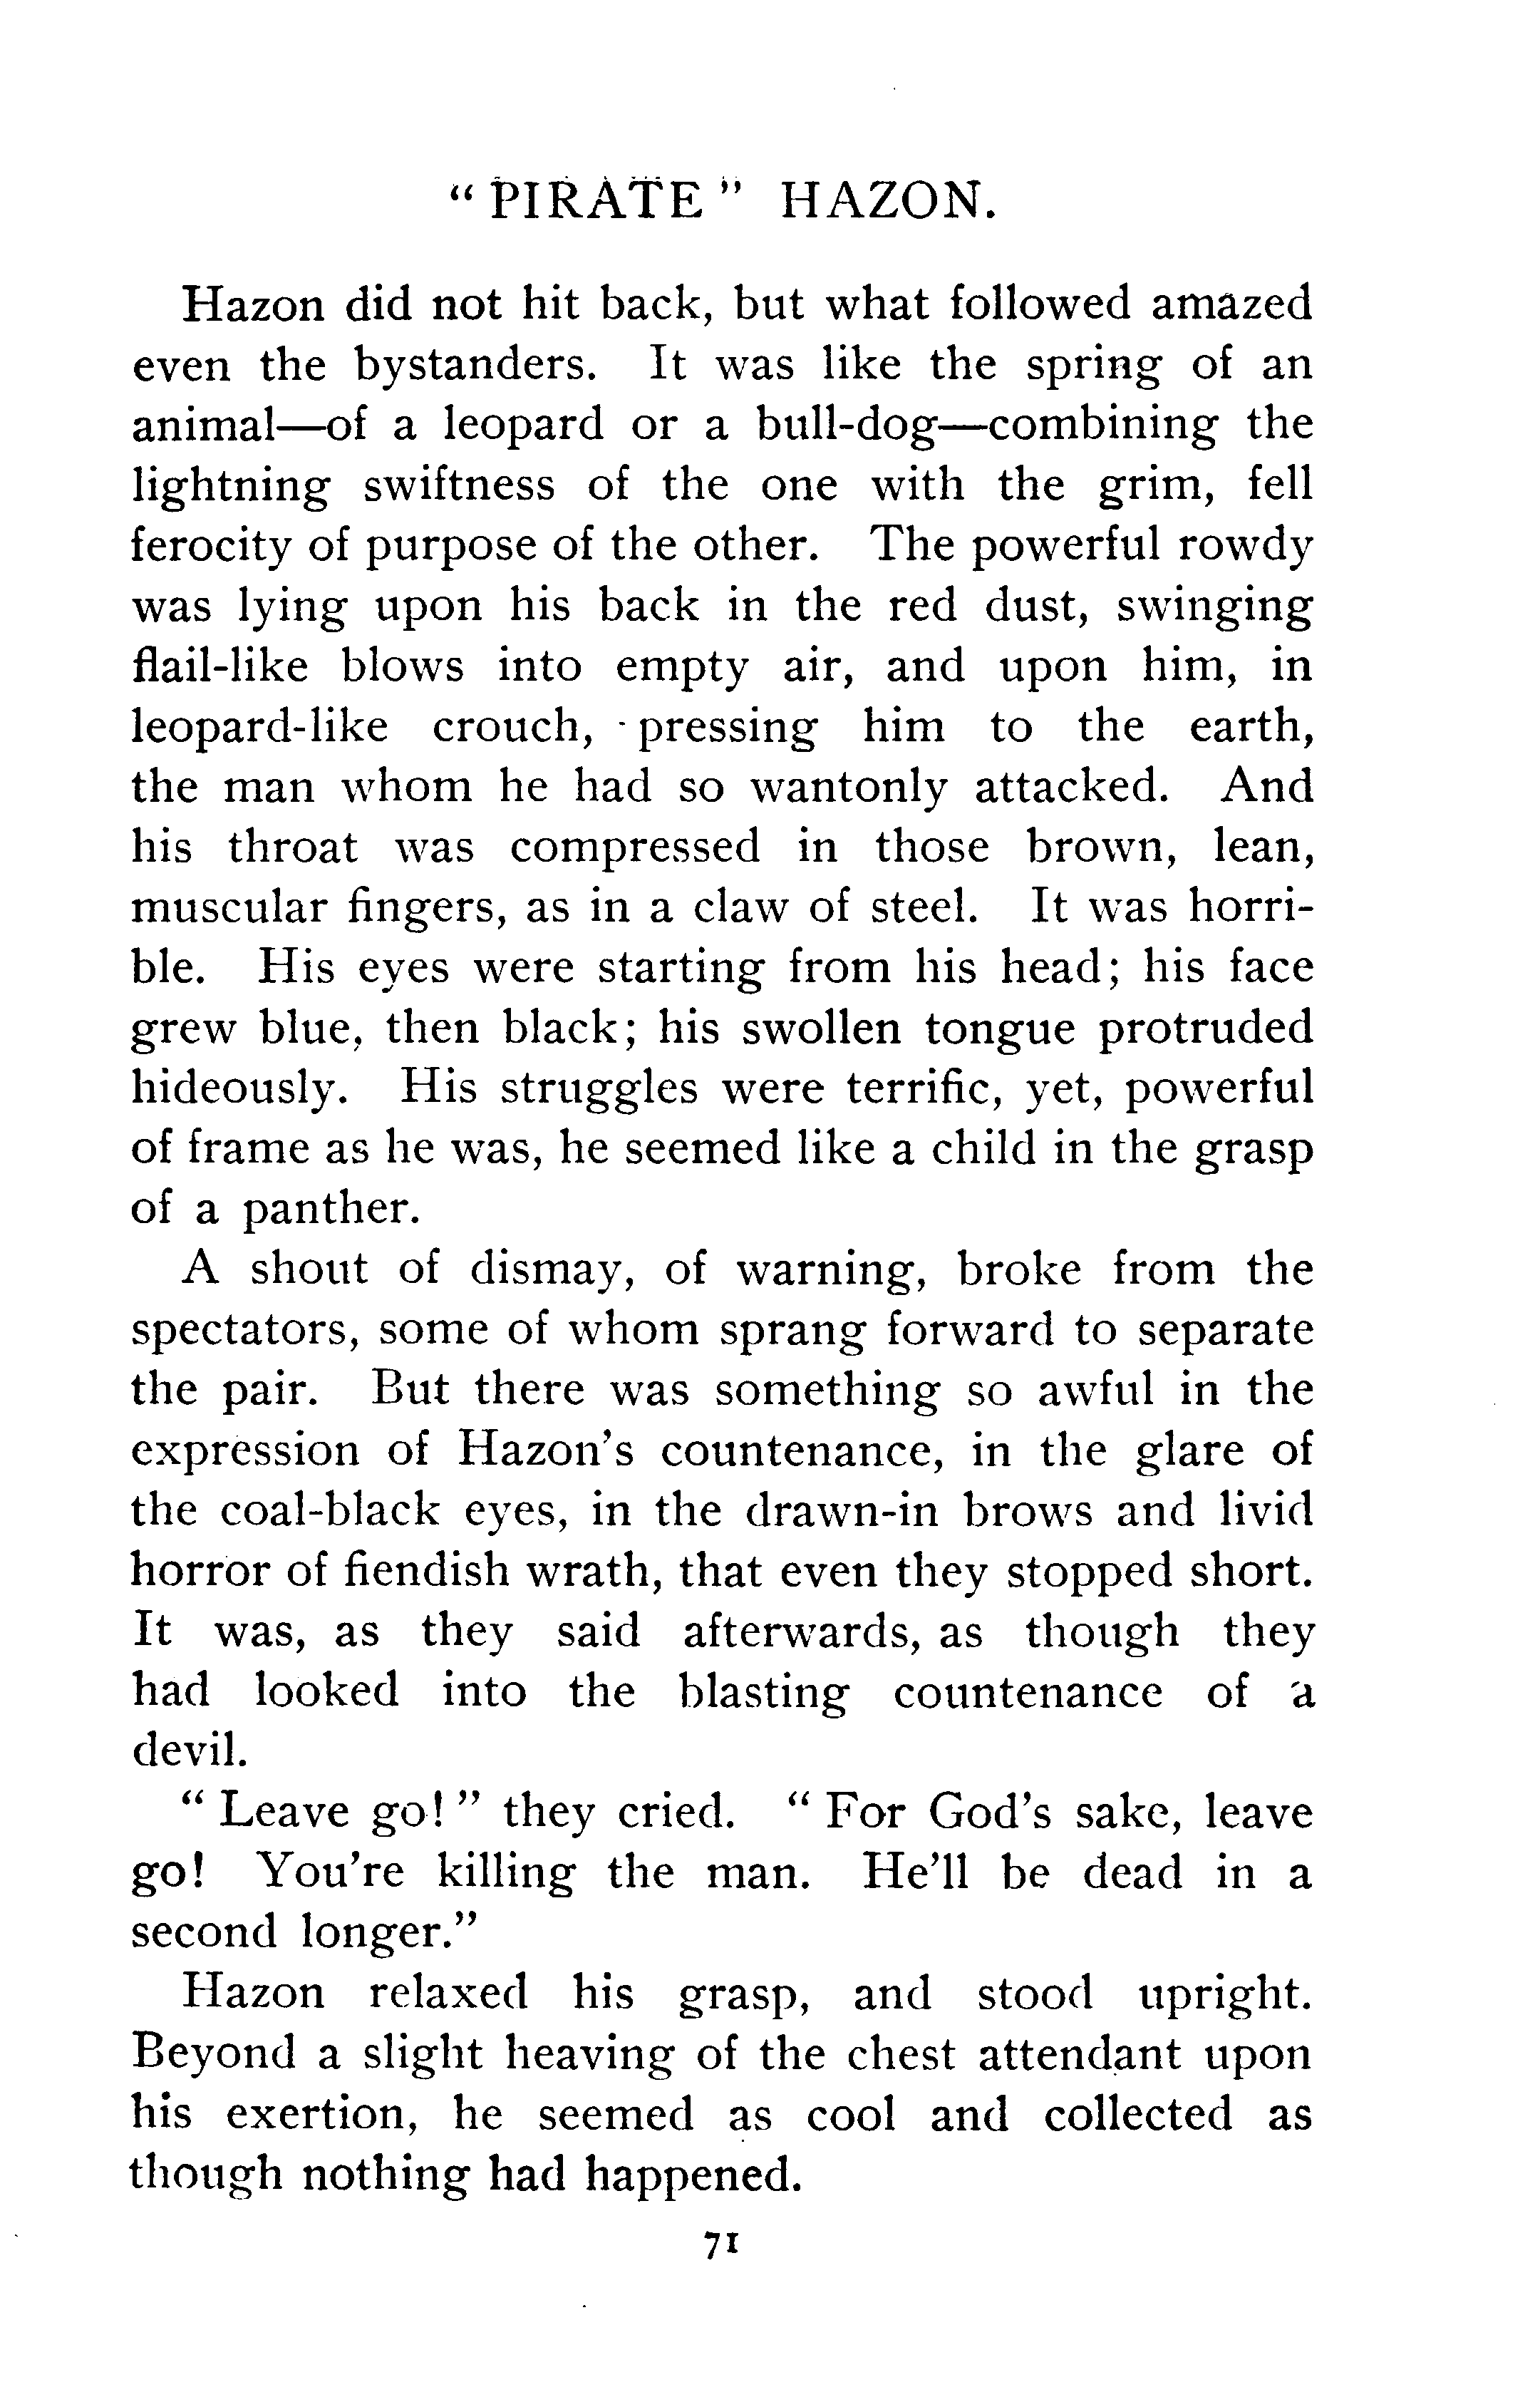 "PIRATE" HAZON.
Hazon did not hit back, but what followed amazed
even the bystanders. It was like the spring of an
animal—of a leopard or a bull-dog—combining the
lightning swiftness of the one with the grim, fell
ferocity of purpose of the other. The powerful rowdy
was lying upon his back in the red dust, swinging
flail-like blows into empty air, and upon him, in
leopard-like crouch, pressing him to the earth,
the man whom he had so wantonly attacked. And
his throat was compressed in those brown, lean,
muscular fingers, as in a claw of steel. It was horri-
ble. His eyes were starting from his head; his face
grew blue, then black; his swollen tongue protruded
hideously. His struggles were terrific, yet, powerful
of frame as he was, he seemed like a child in the grasp
of a panther.
A shout of dismay, of warning, broke from the
spectators, some of whom sprang forward to separate
the pair. But there was something so awful in the
expression of Hazon's countenance, in the glare of
the coal-black eyes, in the drawn-in brows and livid
horror of fiendish wrath, that even they stopped short.
It was, as they said afterwards, as though they
had looked into the blasting countenance of a
devil.
"Leave go!" they cried. "For God's sake, leave
go! You're killing the man. He'll be dead in a
second longer."
Hazon relaxed his grasp, and stood upright.
Beyond a slight heaving of the chest attendant upon
his exertion, he seemed as cool and collected as
though nothing had happened.
71